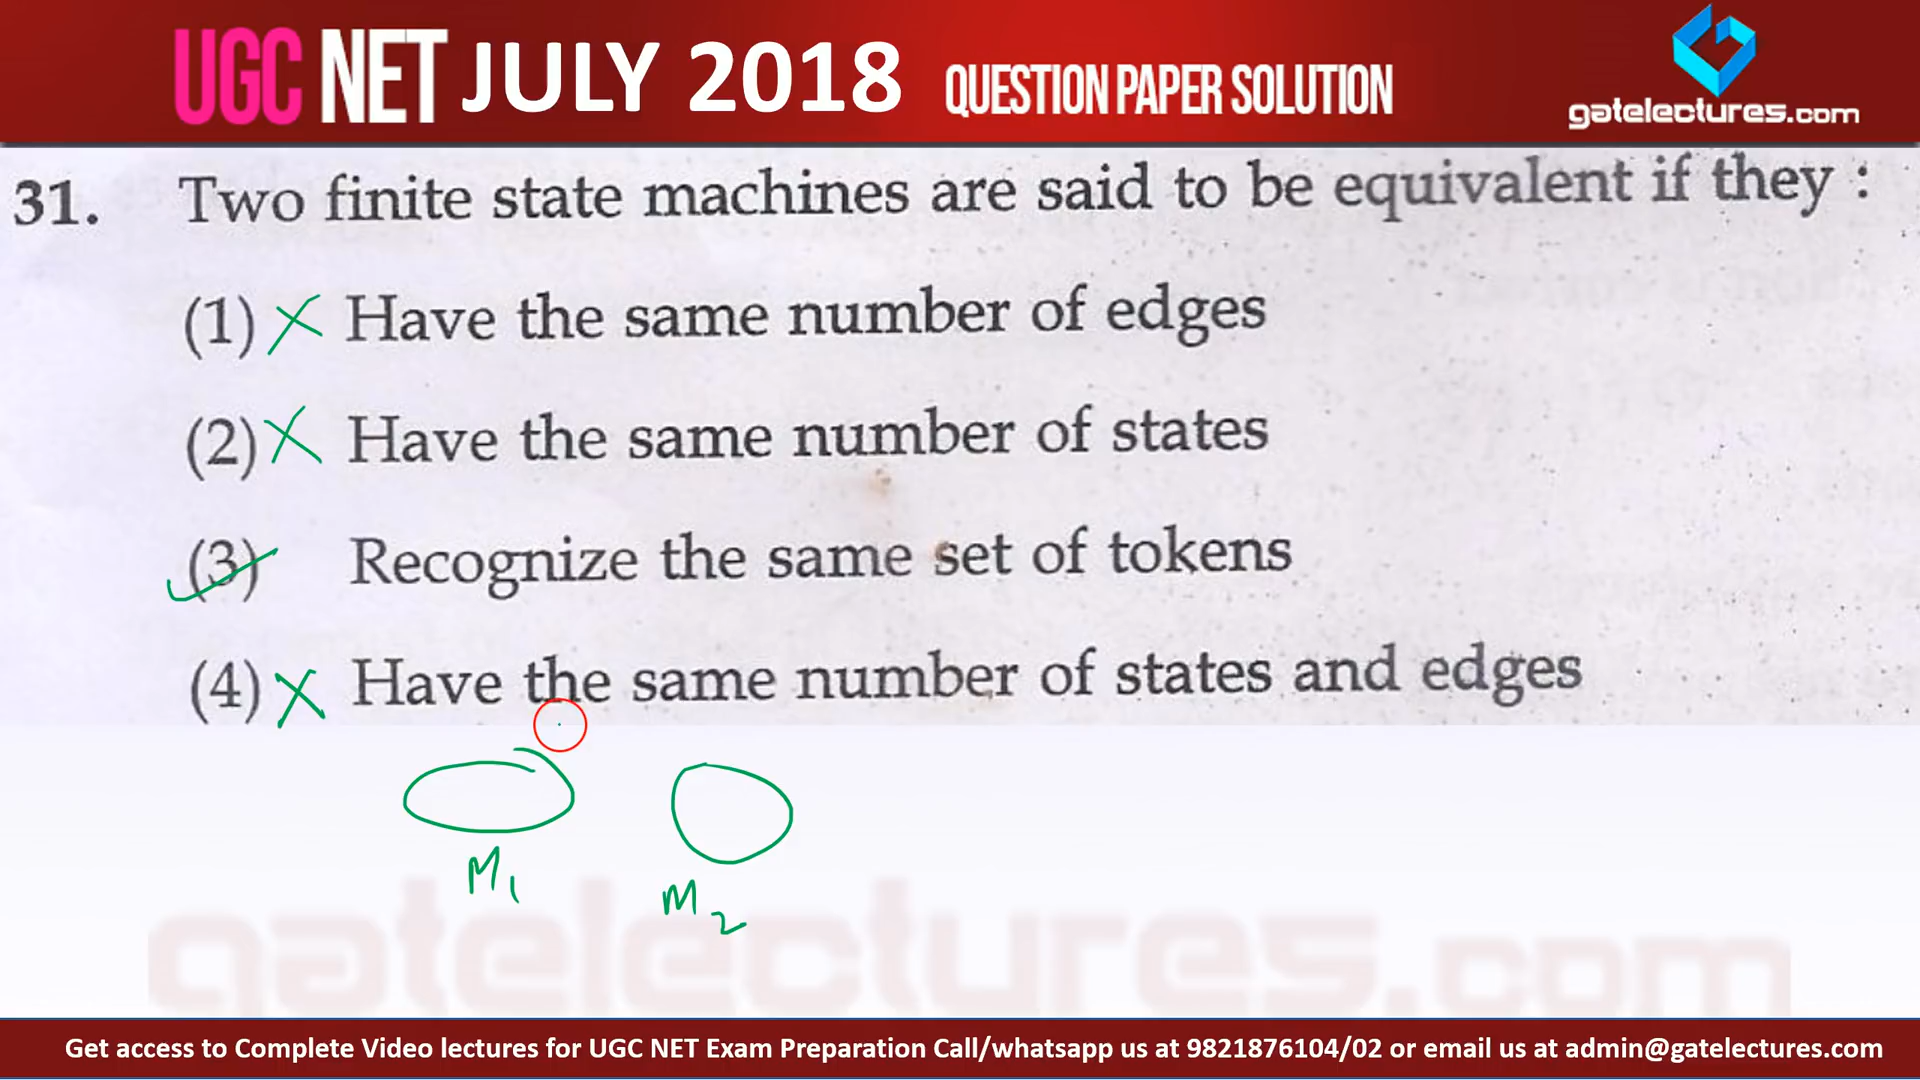 UGC NET JULY 2018 QUESTION PAPER SOLUTION
gatelectures.com
31. Two finite state machines are said to be equivalent if they :
(1) Have the same number of edges
(2) Have the same number of states
(3) Recognize the same set of tokens
(4) Have the same number of states and edges
M1 M2
gatelectures.com
Get access to Complete Video lectures for UGC NET Exam Preparation Call/whatsapp us at 9821876104/02 or email us at admin@gatelectures.com